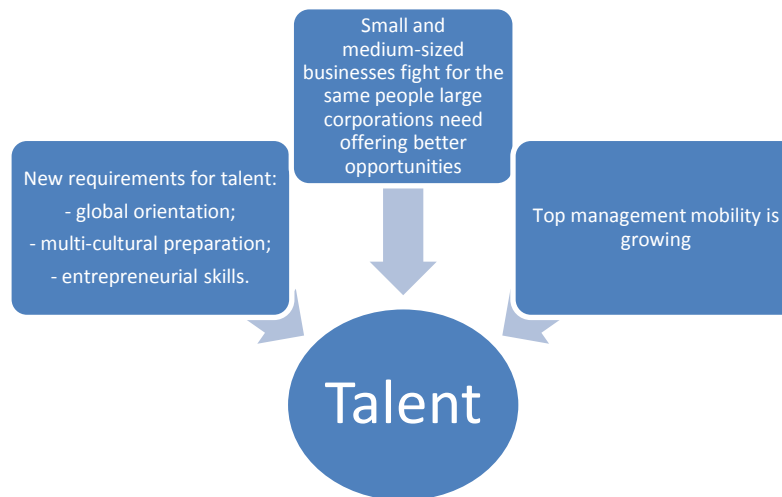 Small and
medium-sized
businesses fight for the
same people large
corporations need
offering better
opportunities
New requirements for talent:
- global orientation;
- multi-cultural preparation;
- entrepreneurial skills.
Top management mobility is
growing
Talent